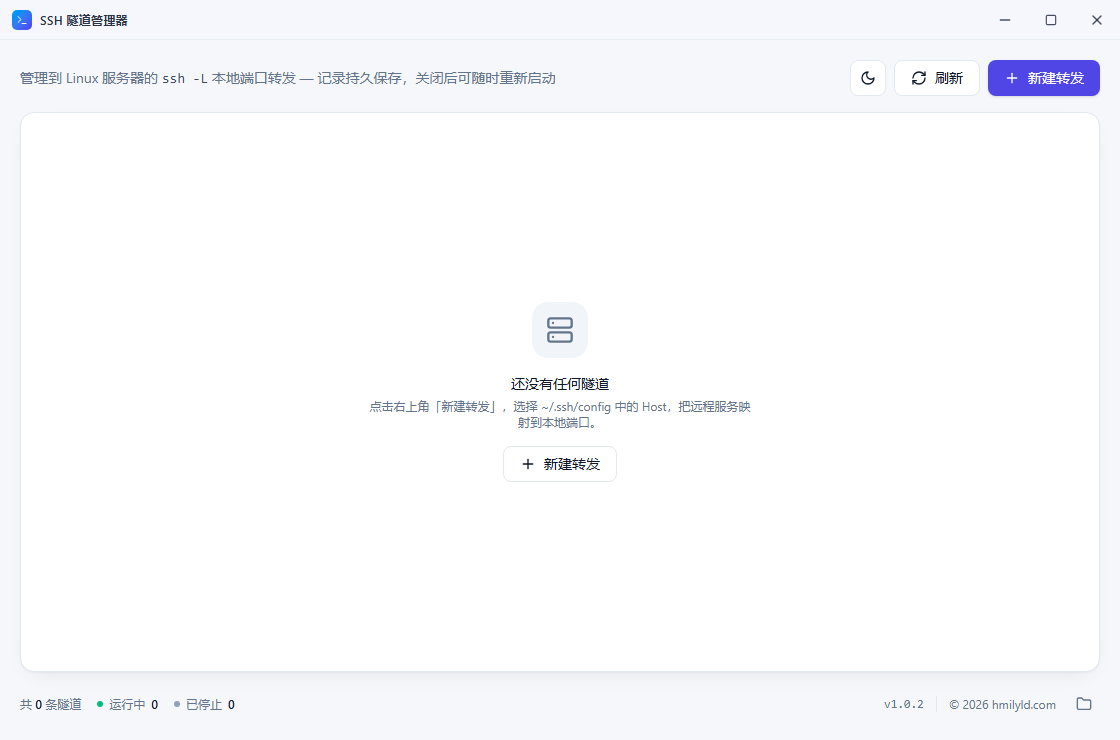 SSH 隧道管理器
管理到 Linux 服务器的 ssh -L 本地端口转发 — 记录持久保存，关闭后可随时重新启动
刷新
新建转发
还没有任何隧道
点击右上角「新建转发」，选择 ~/.ssh/config 中的 Host，把远程服务映
射到本地端口。
新建转发
共 0 条隧道 运行中 0 已停止 0
v1.0.2 © 2026 hmilyld.com